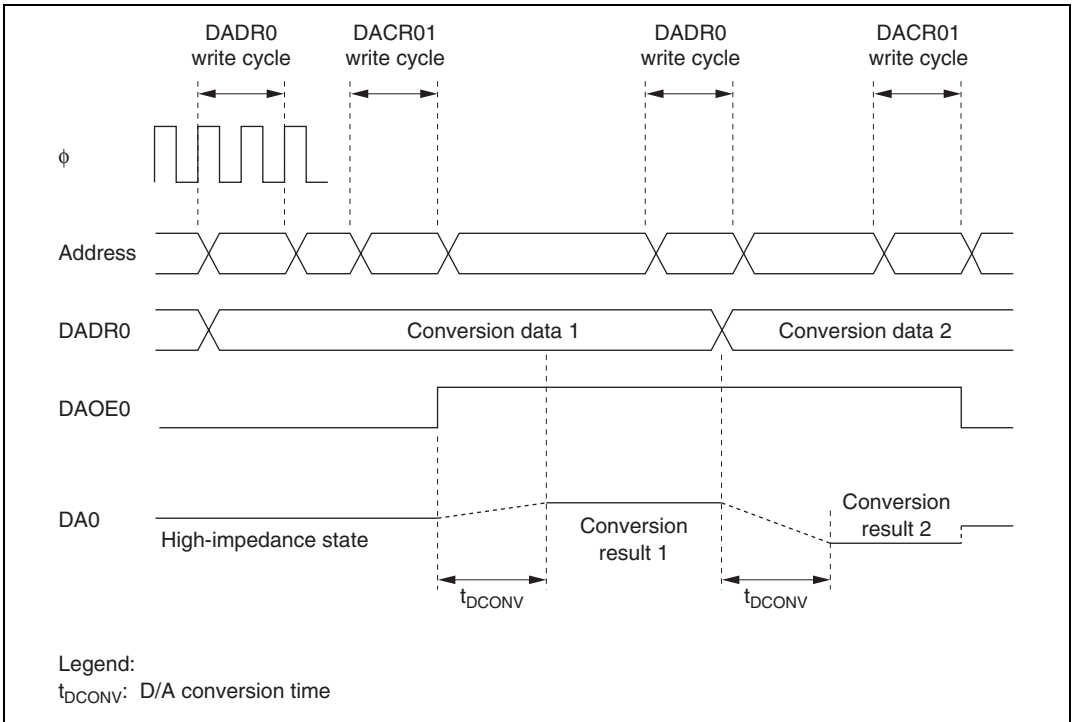 DADR0
write cycle
DACR01
write cycle
DADR0
write cycle
DACR01
write cycle
ϕ
Address
DADR0
Conversion data 1
Conversion data 2
DAOE0
DA0
High-impedance state
Conversion
result 1
Conversion
result 2
tDCONV
tDCONV
Legend:
tDCONV: D/A conversion time